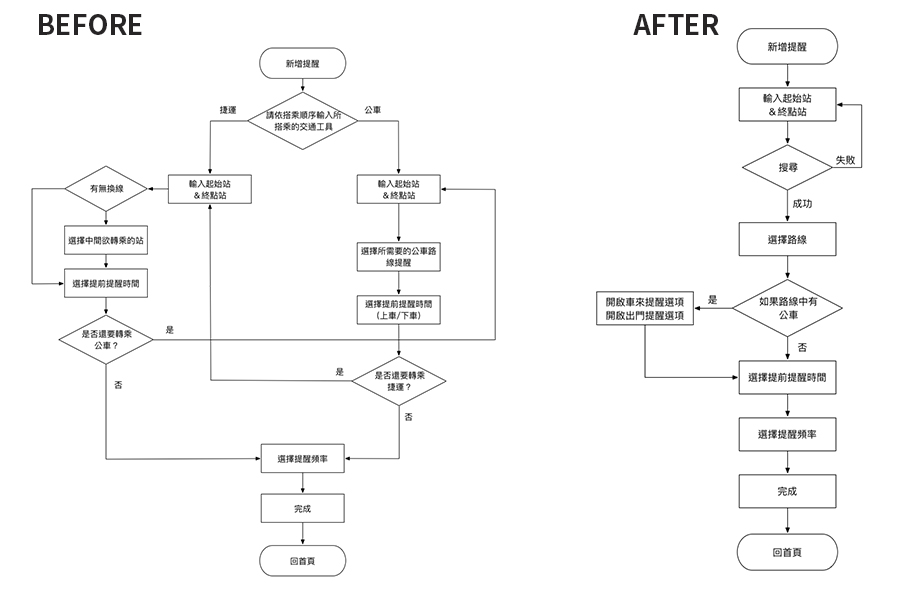 BEFORE
新增提醒
捷運
請依搭乘順序輸入所
搭乘的交通工具
公車
有無換線
輸入起始站
＆終點站
輸入起始站
＆終點站
選擇中間欲轉乘的站
選擇所需要的公車路
線提醒
選擇提前提醒時間
選擇提前提醒時間
(上車/下車)
是否還要轉乘
公車？
是
是否還要轉乘
捷運？
是
否
否
選擇提醒頻率
完成
回首頁
AFTER
新增提醒
輸入起始站
＆終點站
搜尋
失敗
成功
選擇路線
如果路線中有
公車
是
開啟車來提醒選項
開啟出門提醒選項
否
選擇提前提醒時間
選擇提醒頻率
完成
回首頁